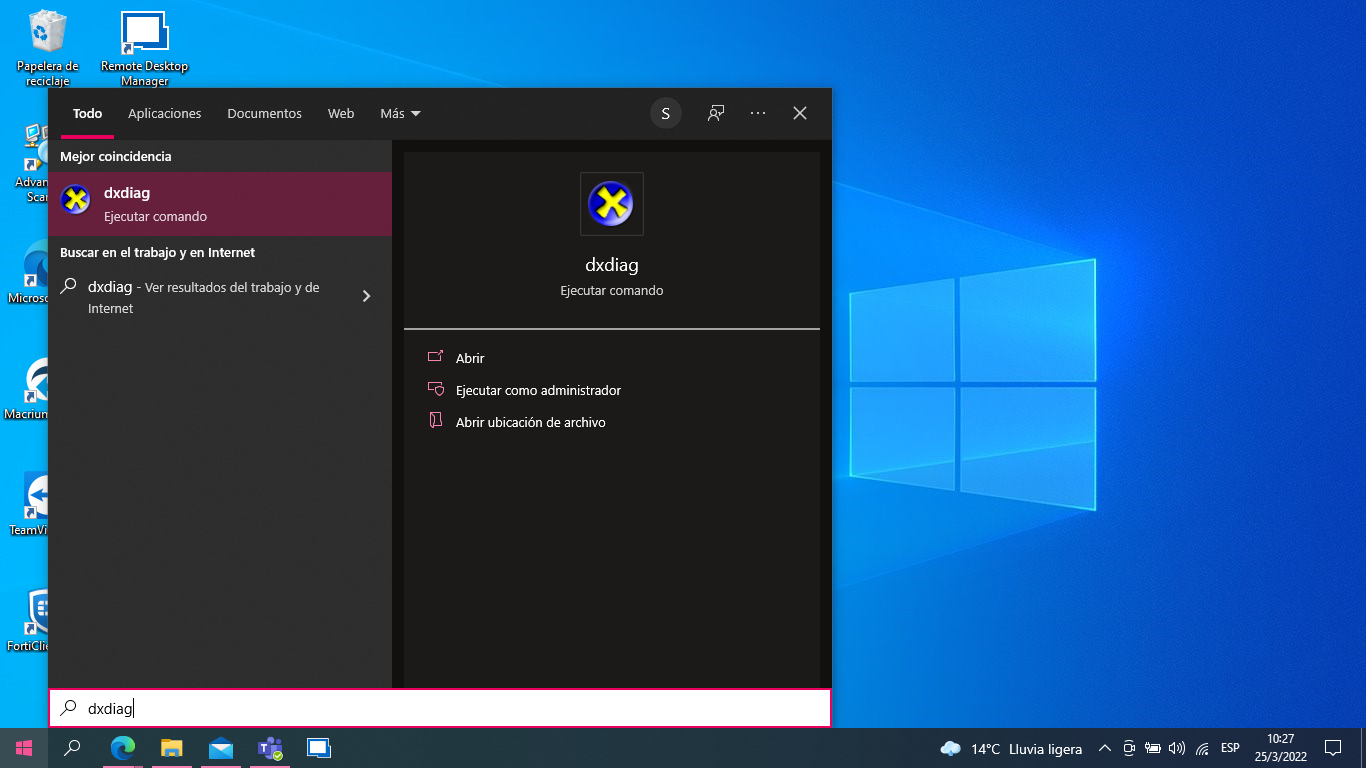 Papelera de
reciclaje
Remote Desktop
Manager
Todo
Aplicaciones
Documentos
Web
Más
S
Mejor coincidencia
dxdiag
Ejecutar comando
Buscar en el trabajo y en Internet
dxdiag - Ver resultados del trabajo y de
Internet
dxdiag
Ejecutar comando
Abrir
Ejecutar como administrador
Abrir ubicación de archivo
Advan
Scan
Micros
Macrium
TeamVi
FortiClie
dxdiag
14°C Lluvia ligera
ESP
10:27
25/3/2022